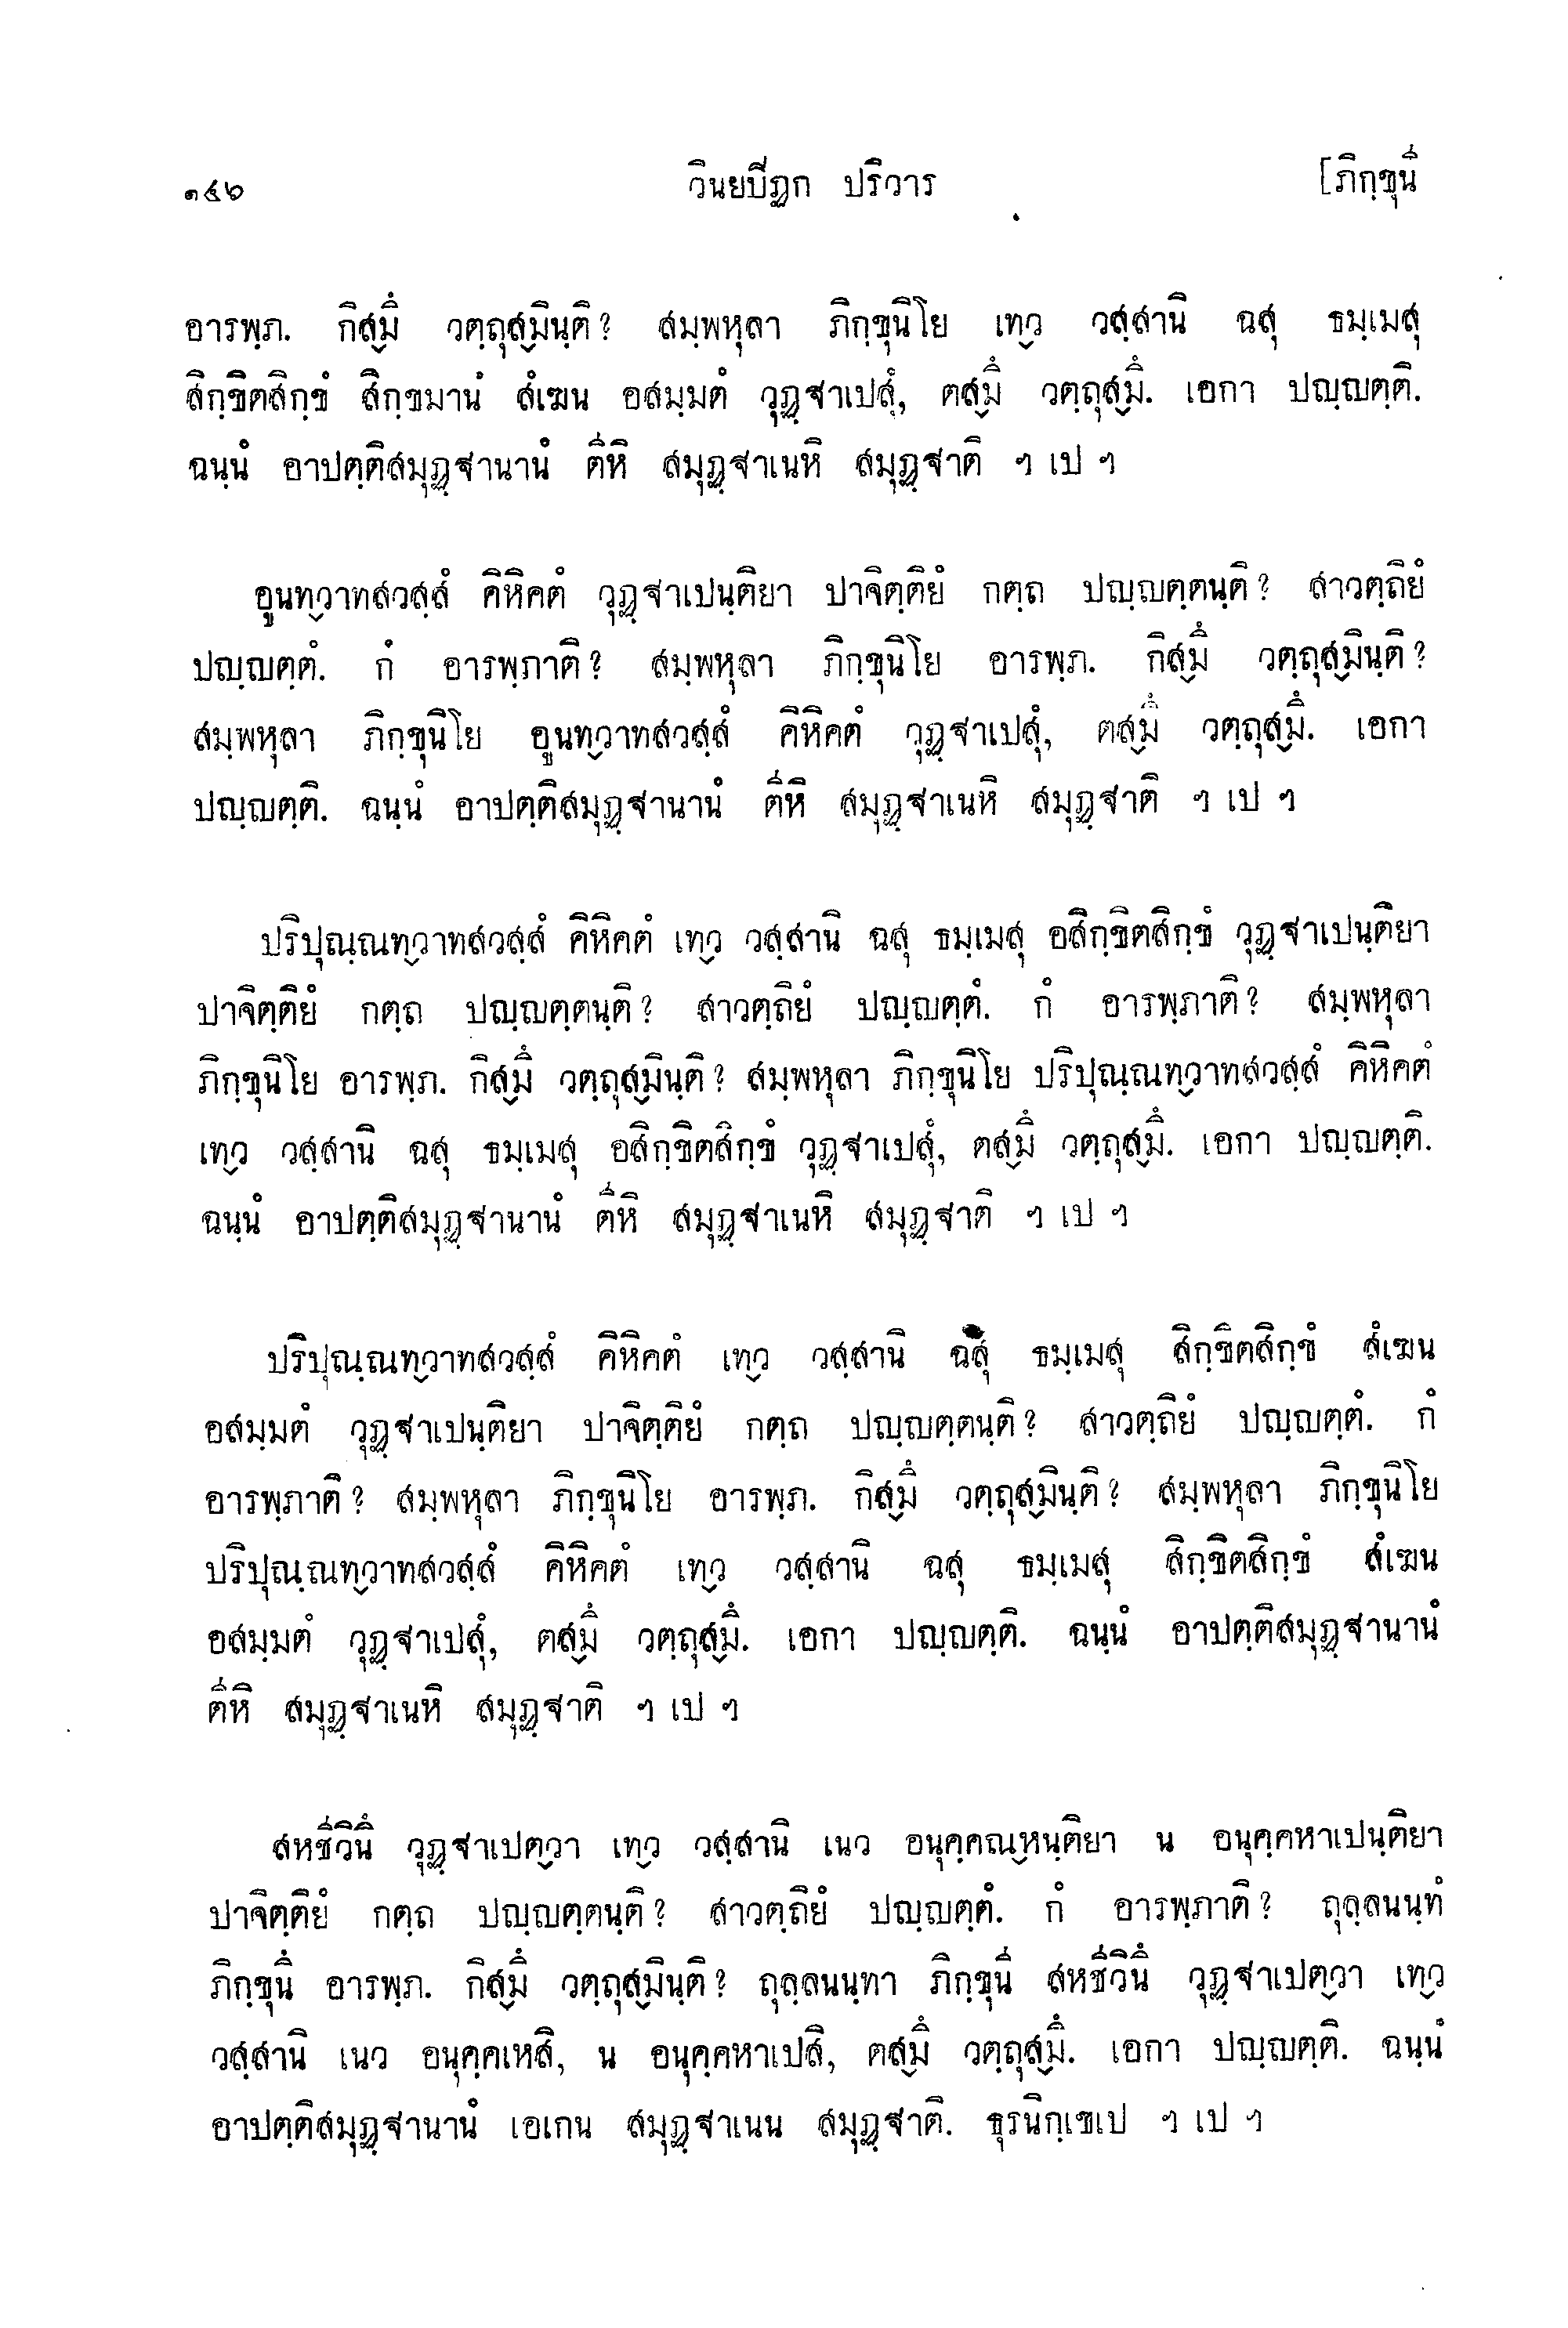 ๑๕๖ วินยปิฏก ปริวาร [ภิกฺขุนี
อารพฺภ. กิสฺมึ วตฺถุสฺมินฺติ? สมฺพหุลา ภิกฺขุนิโย เทฺว วสฺสานิ ฉสุ ธมฺเมสุ
สิกฺขิตสิกฺขํ สิกฺขมานํ สํเฆน อสมฺมตํ วุฏฺฐาเปสุํ, ตสฺมึ วตฺถุสฺมึ. เอกา ปญฺญตฺติ.
ฉนฺนํ อาปตฺติสมุฏฺฐานานํ ตีหิ สมุฏฺฐาเนหิ สมุฏฺฐาติ ฯ เป ฯ
อูนทฺวาทสวสฺสํ คิหิคตํ วุฏฺฐาเปนฺติยา ปาจิตฺติยํ กตฺถ ปญฺญตฺตนฺติ? สาวตฺถิยํ
ปญฺญตฺตํ. กํ อารพฺภาติ? สมฺพหุลา ภิกฺขุนิโย อารพฺภ. กิสฺมึ วตฺถุสฺมินฺติ?
สมฺพหุลา ภิกฺขุนิโย อูนทฺวาทสวสฺสํ คิหิคตํ วุฏฺฐาเปสุํ, ตสฺมึ วตฺถุสฺมึ. เอกา
ปญฺญตฺติ. ฉนฺนํ อาปตฺติสมุฏฺฐานานํ ตีหิ สมุฏฺฐาเนหิ สมุฏฺฐาติ ฯ เป ฯ
ปริปุณฺณทฺวาทสวสฺสํ คิหิคตํ เทฺว วสฺสานิ ฉสุ ธมฺเมสุ อสิกฺขิตสิกฺขํ วุฏฺฐาเปนฺติยา
ปาจิตฺติยํ กตฺถ ปญฺญตฺตนฺติ? สาวตฺถิยํ ปญฺญตฺตํ. กํ อารพฺภาติ? สมฺพหุลา
ภิกฺขุนิโย อารพฺภ. กิสฺมึ วตฺถุสฺมินฺติ? สมฺพหุลา ภิกฺขุนิโย ปริปุณฺณทฺวาทสวสฺสํ คิหิคตํ
เทฺว วสฺสานิ ฉสุ ธมฺเมสุ อสิกฺขิตสิกฺขํ วุฏฺฐาเปสุํ, ตสฺมึ วตฺถุสฺมึ. เอกา ปญฺญตฺติ.
ฉนฺนํ อาปตฺติสมุฏฺฐานานํ ตีหิ สมุฏฺฐาเนหิ สมุฏฺฐาติ ฯ เป ฯ
ปริปุณฺณทฺวาทสวสฺสํ คิหิคตํ เทฺว วสฺสานิ ฉสุ ธมฺเมสุ สิกฺขิตสิกฺขํ สํเฆน
อสมฺมตํ วุฏฺฐาเปนฺติยา ปาจิตฺติยํ กตฺถ ปญฺญตฺตนฺติ? สาวตฺถิยํ ปญฺญตฺตํ. กํ
อารพฺภาติ? สมฺพหุลา ภิกฺขุนิโย อารพฺภ. กิสฺมึ วตฺถุสฺมินฺติ? สมฺพหุลา ภิกฺขุนิโย
ปริปุณฺณทฺวาทสวสฺสํ คิหิคตํ เทฺว วสฺสานิ ฉสุ ธมฺเมสุ สิกฺขิตสิกฺขํ สํเฆน
อสมฺมตํ วุฏฺฐาเปสุํ, ตสฺมึ วตฺถุสฺมึ. เอกา ปญฺญตฺติ. ฉนฺนํ อาปตฺติสมุฏฺฐานานํ
ตีหิ สมุฏฺฐาเนหิ สมุฏฺฐาติ ฯ เป ฯ
สหชีวินึ วุฏฺฐาเปตฺวา เทฺว วสฺสานิ เนว อนุคฺคณฺหนฺติยา น อนุคฺคหาเปนฺติยา
ปาจิตฺติยํ กตฺถ ปญฺญตฺตนฺติ? สาวตฺถิยํ ปญฺญตฺตํ. กํ อารพฺภาติ? ถุลฺลนนฺทํ
ภิกฺขุนึ อารพฺภ. กิสฺมึ วตฺถุสฺมินฺติ? ถุลฺลนนฺทา ภิกฺขุนี สหชีวินึ วุฏฺฐาเปตฺวา เทฺว
วสฺสานิ เนว อนุคฺคเหสิ, น อนุคฺคหาเปสิ, ตสฺมึ วตฺถุสฺมึ. เอกา ปญฺญตฺติ. ฉนฺนํ
อาปตฺติสมุฏฺฐานานํ เอเกน สมุฏฺฐาเนน สมุฏฺฐาติ. ธุรนิกฺเขเป ฯ เป ฯ